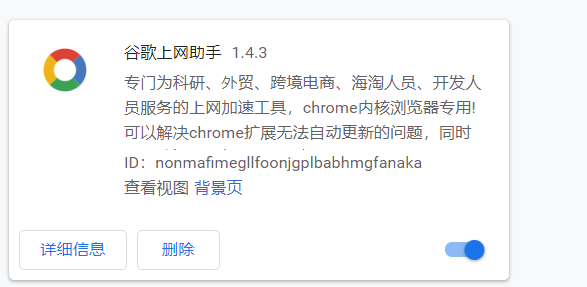 谷歌上网助手 1.4.3
专门为科研、外贸、跨境电商、海淘人员、开发人
员服务的上网加速工具，chrome内核浏览器专用!
可以解决chrome扩展无法自动更新的问题，同时
ID：nonmafimegllfoonjgplbabhmgfanaka
查看视图 背景页
详细信息 删除